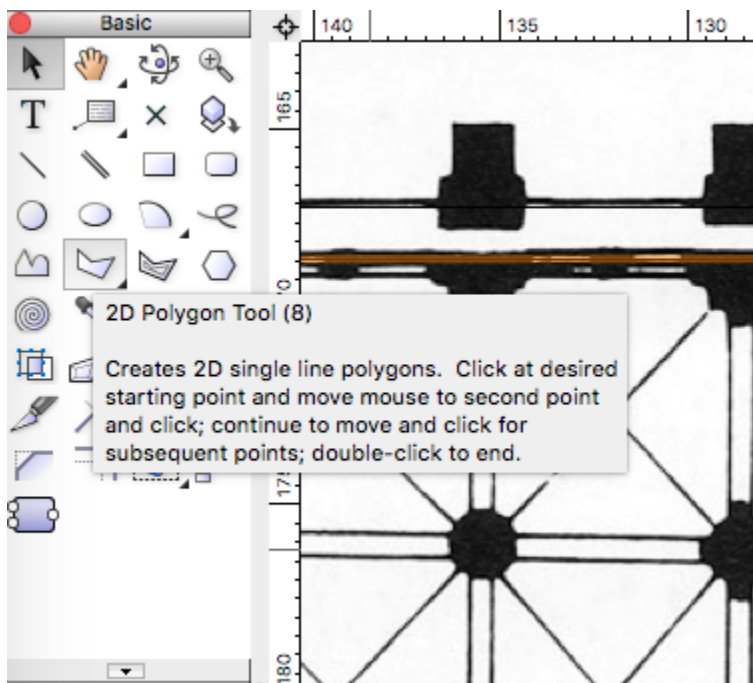 Basic
140
135
130
165
T
2D Polygon Tool (8)
Creates 2D single line polygons.  Click at desired
starting point and move mouse to second point
and click; continue to move and click for
subsequent points; double-click to end.
175
180